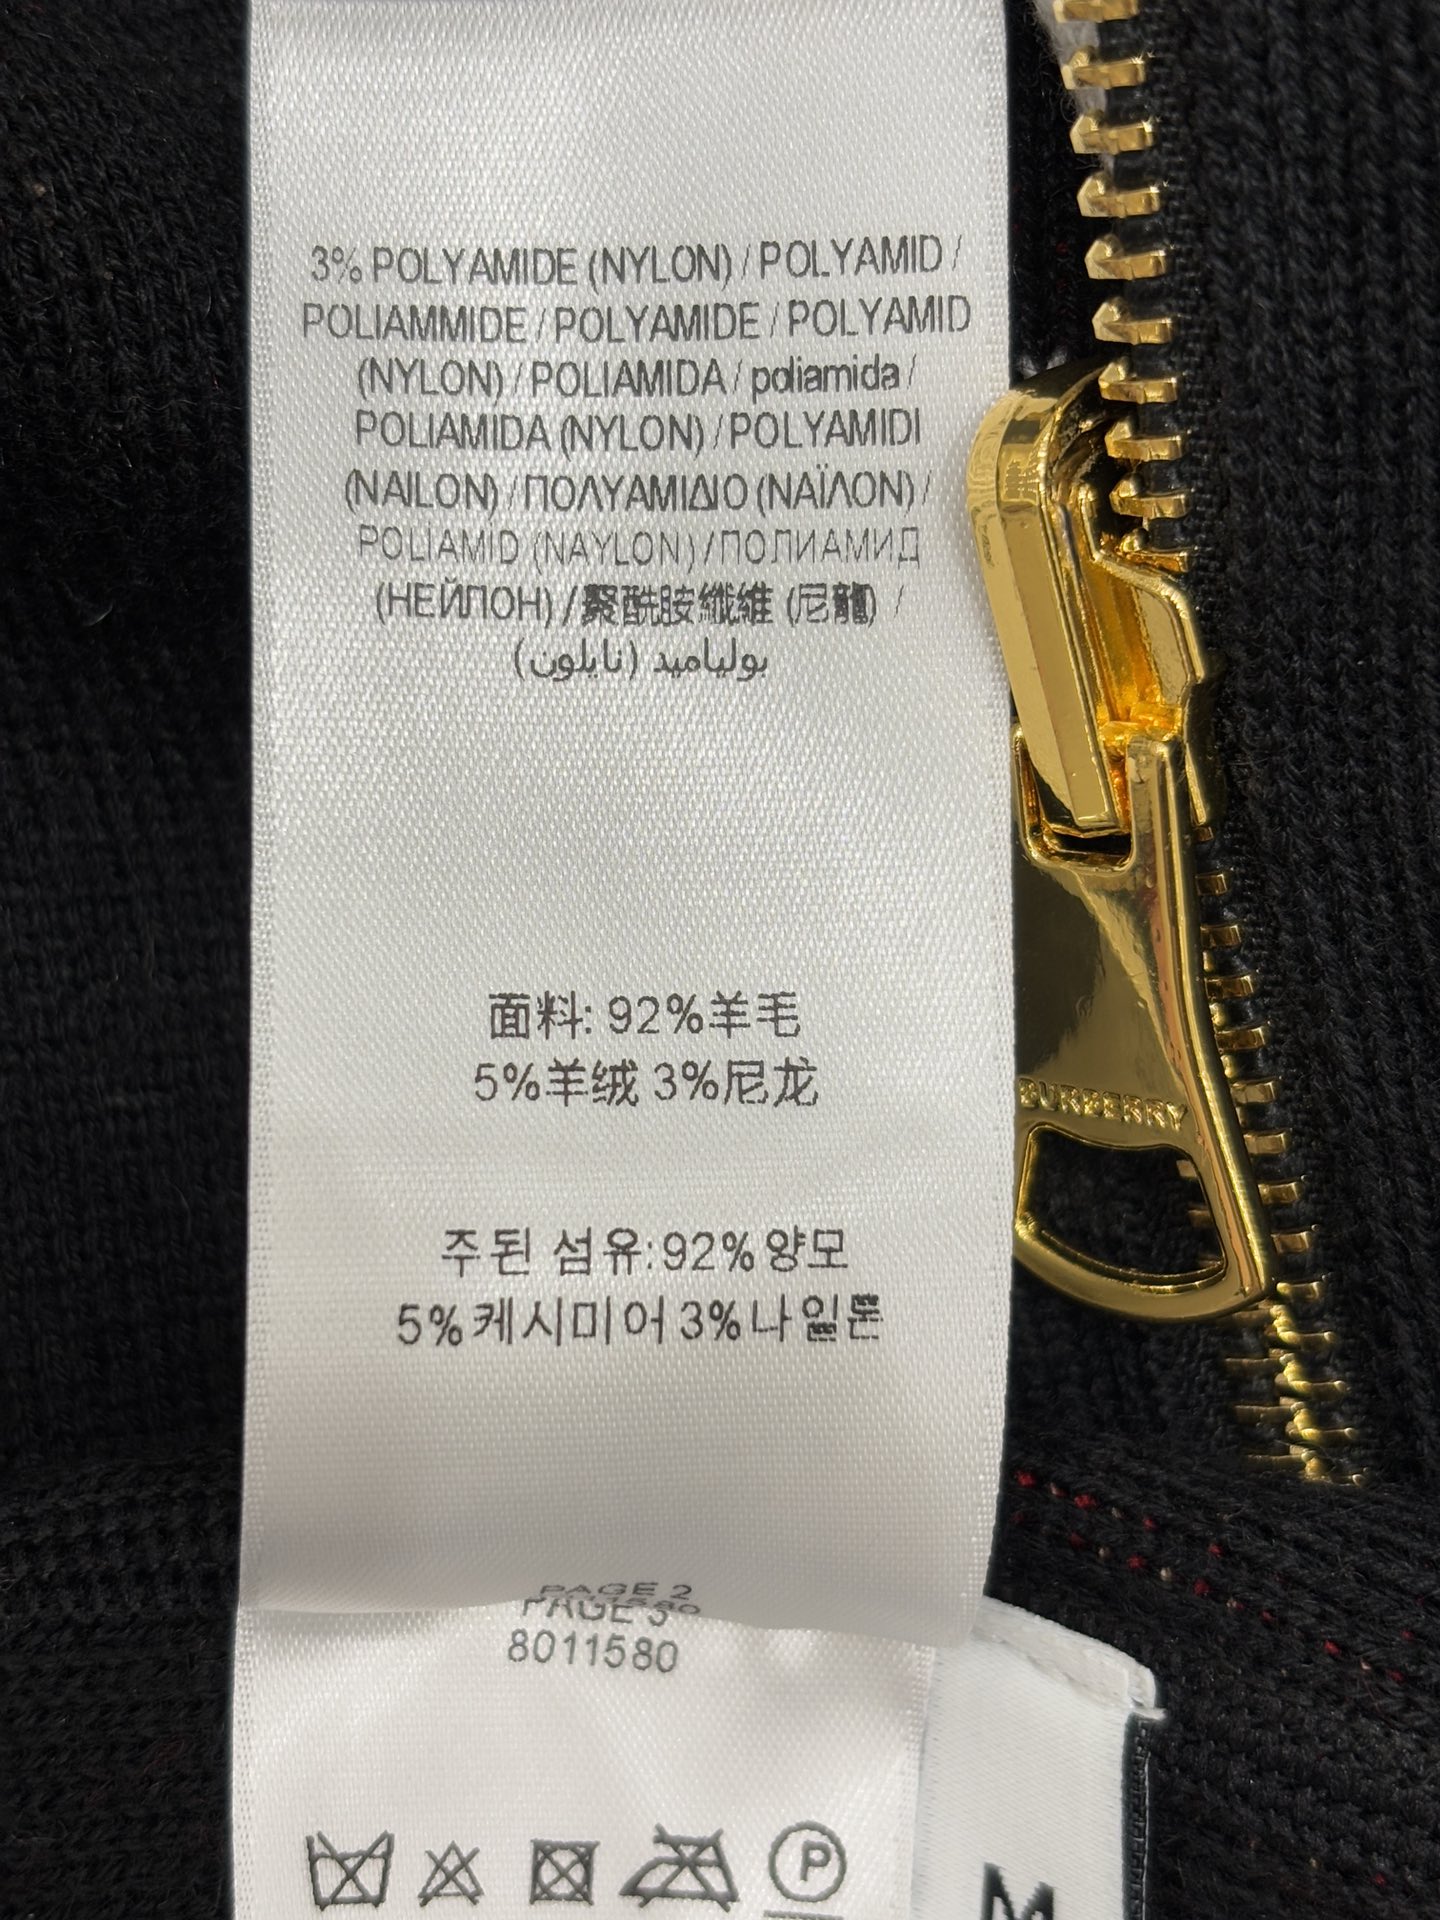 3% POLYAMIDE (NYLON) / POLYAMID /
POLIAMMIDE / POLYAMIDE / POLYAMID
(NYLON) / POLIAMIDA / poliamida /
POLIAMIDA (NYLON) / POLYAMIDI
(NAILON) / ΠΟΛΥΑΜΙΔΙΟ (ΝΑΪΛΟΝ) /
POLIAMID (NAYLON) / ПОЛИАМИД
(НЕЙЛОН) / 聚酰胺纖維 (尼龍) /
بولياميد (نايلون)
面料: 92%羊毛
5%羊绒 3%尼龙
주된 섬유:92%양모
5%케시미어 3%나일론
PAGE 2
PAGE 3
8011580
P
M
BURBERRY